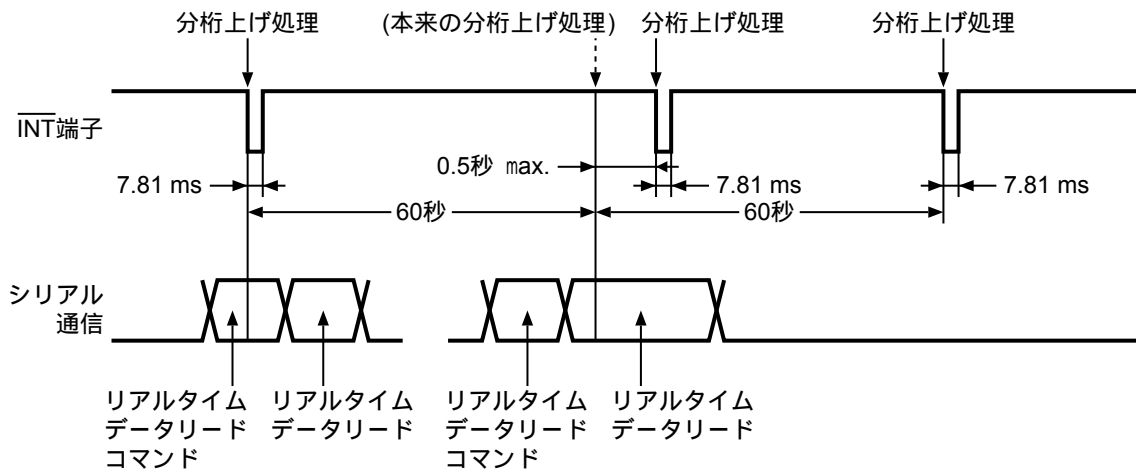 分桁上げ処理
(本来の分桁上げ処理)
分桁上げ処理
分桁上げ処理
INT端子
0.5秒 max.
7.81 ms
7.81 ms
7.81 ms
60秒
60秒
シリアル
通信
リアルタイム
データリード
コマンド
リアルタイム
データリード
リアルタイム
データリード
コマンド
リアルタイム
データリード